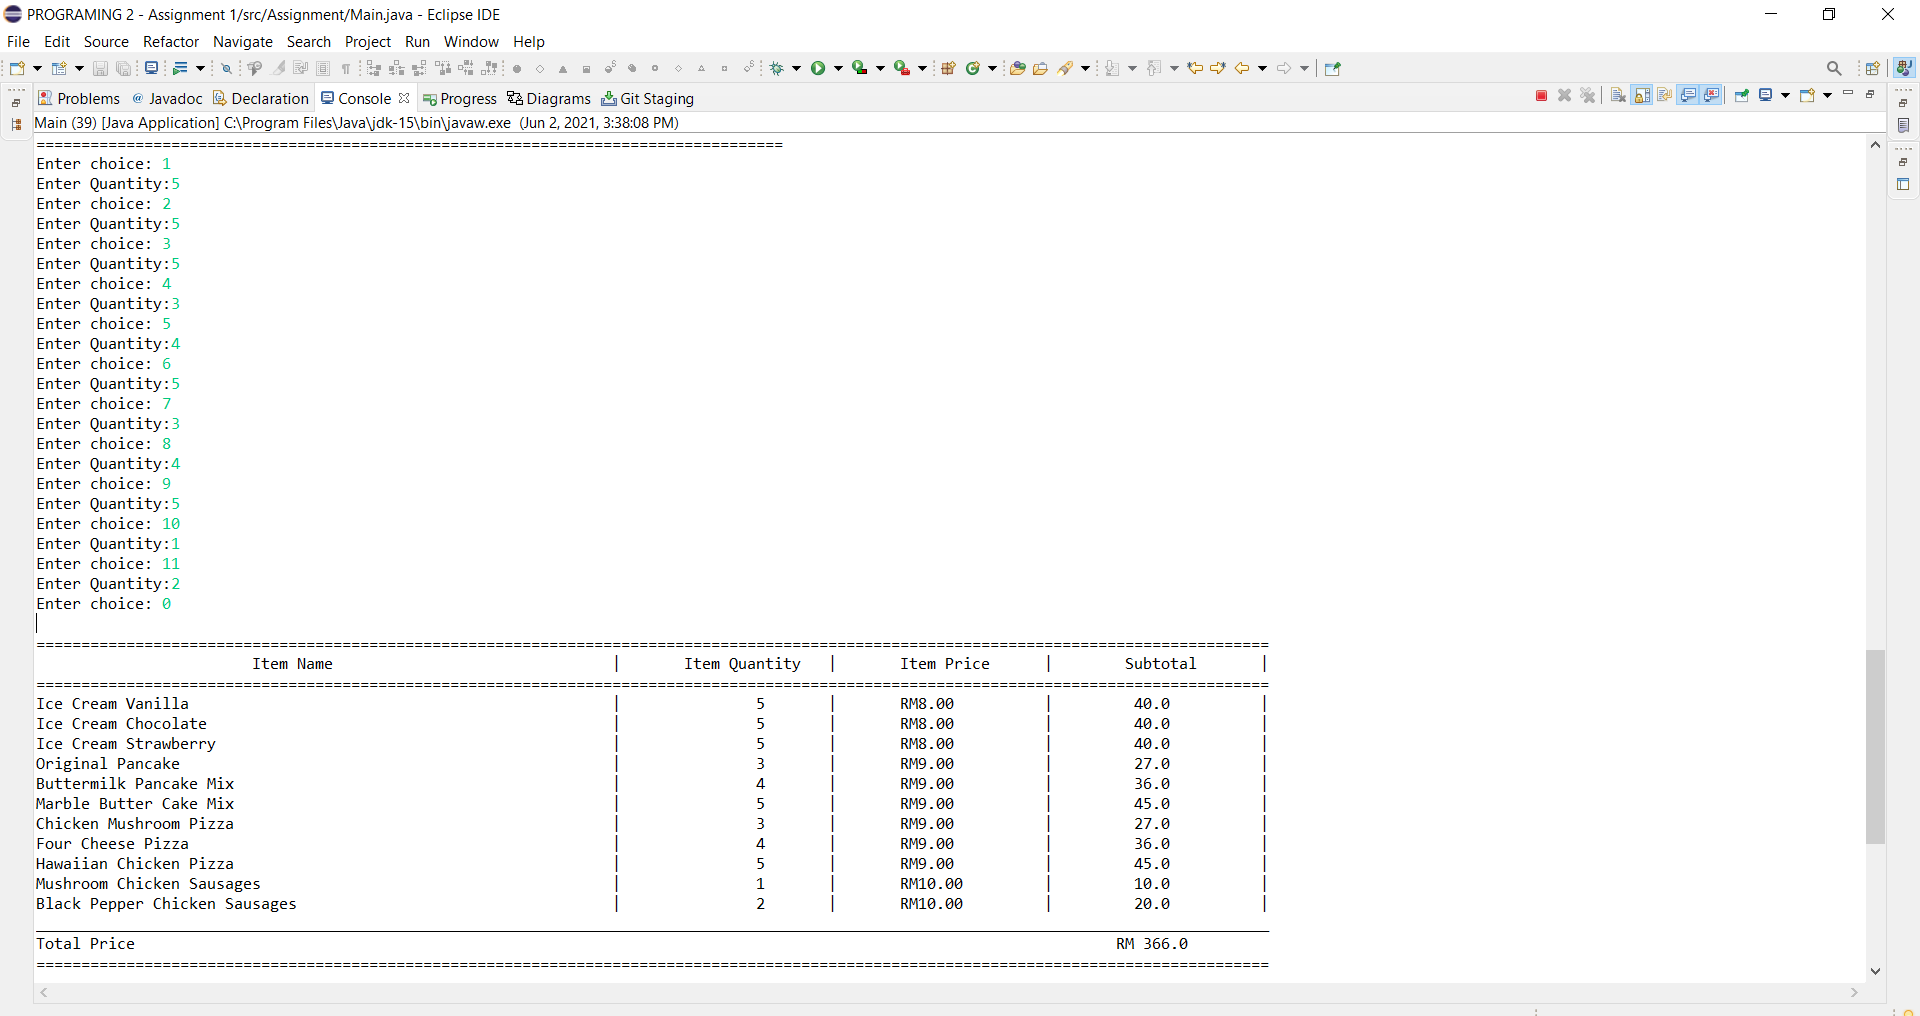 PROGRAMING 2 - Assignment 1/src/Assignment/Main.java - Eclipse IDE
File Edit Source Refactor Navigate Search Project Run Window Help
Problems @ Javadoc Declaration Console Progress Diagrams Git Staging
Main (39) [Java Application] C:\Program Files\Java\jdk-15\bin\javaw.exe (Jun 2, 2021, 3:38:08 PM)
===================================================================================
Enter choice: 1
Enter Quantity:5
Enter choice: 2
Enter Quantity:5
Enter choice: 3
Enter Quantity:5
Enter choice: 4
Enter Quantity:3
Enter choice: 5
Enter Quantity:4
Enter choice: 6
Enter Quantity:5
Enter choice: 7
Enter Quantity:3
Enter choice: 8
Enter Quantity:4
Enter choice: 9
Enter Quantity:5
Enter choice: 10
Enter Quantity:1
Enter choice: 11
Enter Quantity:2
Enter choice: 0
=========================================================================================================================================
Item Name | Item Quantity | Item Price | Subtotal |
=========================================================================================================================================
Ice Cream Vanilla | 5 | RM8.00 | 40.0 |
Ice Cream Chocolate | 5 | RM8.00 | 40.0 |
Ice Cream Strawberry | 5 | RM8.00 | 40.0 |
Original Pancake | 3 | RM9.00 | 27.0 |
Buttermilk Pancake Mix | 4 | RM9.00 | 36.0 |
Marble Butter Cake Mix | 5 | RM9.00 | 45.0 |
Chicken Mushroom Pizza | 3 | RM9.00 | 27.0 |
Four Cheese Pizza | 4 | RM9.00 | 36.0 |
Hawaiian Chicken Pizza | 5 | RM9.00 | 45.0 |
Mushroom Chicken Sausages | 1 | RM10.00 | 10.0 |
Black Pepper Chicken Sausages | 2 | RM10.00 | 20.0 |
_________________________________________________________________________________________________________________________________________
Total Price RM 366.0
=========================================================================================================================================